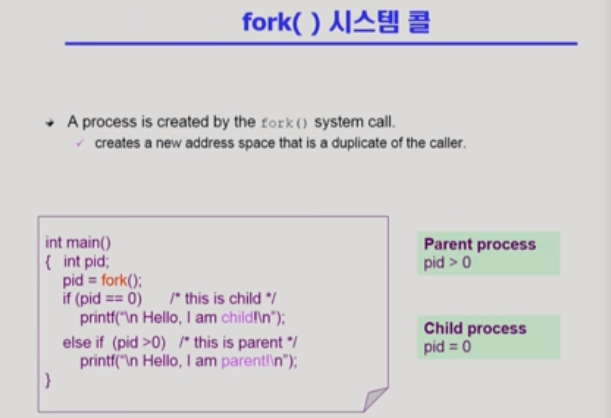 fork( ) 시스템 콜
A process is created by the fork() system call.
creates a new address space that is a duplicate of the caller.
int main()
{ int pid;
pid = fork();
if (pid == 0) /* this is child */
printf("\n Hello, I am child!\n");
else if (pid >0) /* this is parent */
printf("\n Hello, I am parent!\n");
}
Parent process
pid > 0
Child process
pid = 0